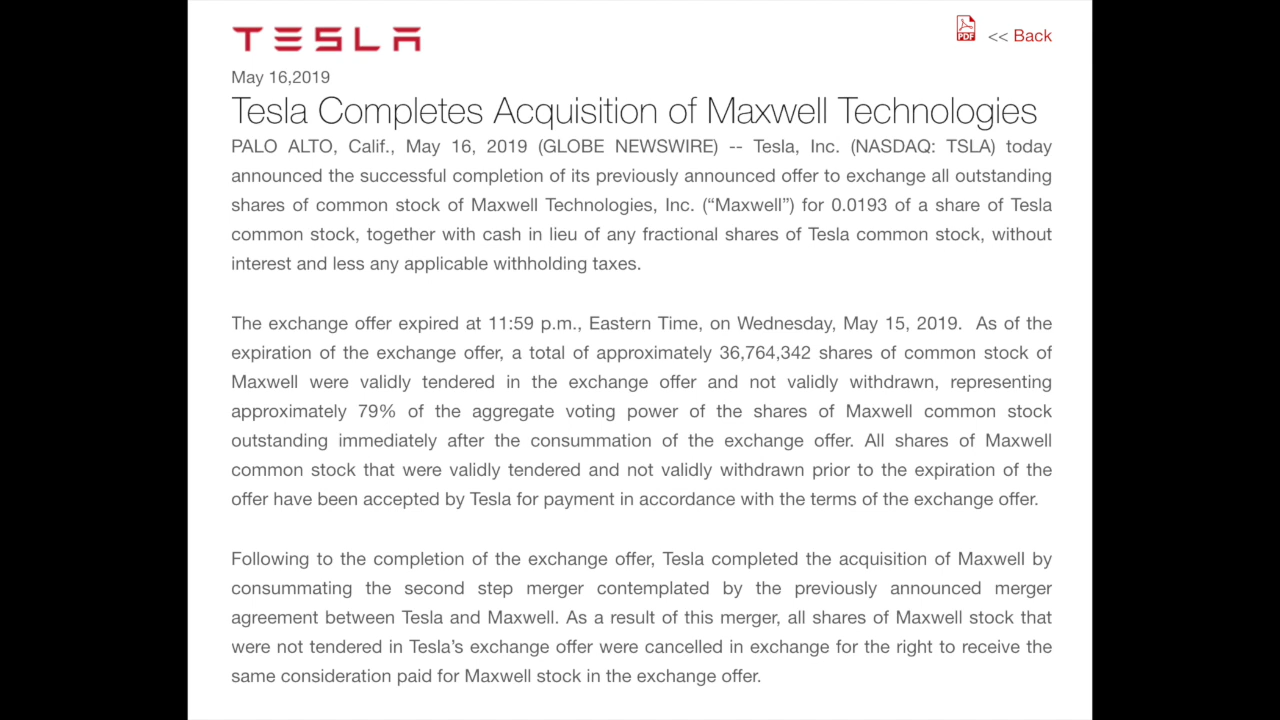 TESLA
PDF << Back
May 16,2019
Tesla Completes Acquisition of Maxwell Technologies
PALO ALTO, Calif., May 16, 2019 (GLOBE NEWSWIRE) -- Tesla, Inc. (NASDAQ: TSLA) today
announced the successful completion of its previously announced offer to exchange all outstanding
shares of common stock of Maxwell Technologies, Inc. (“Maxwell”) for 0.0193 of a share of Tesla
common stock, together with cash in lieu of any fractional shares of Tesla common stock, without
interest and less any applicable withholding taxes.
The exchange offer expired at 11:59 p.m., Eastern Time, on Wednesday, May 15, 2019.  As of the
expiration of the exchange offer, a total of approximately 36,764,342 shares of common stock of
Maxwell were validly tendered in the exchange offer and not validly withdrawn, representing
approximately 79% of the aggregate voting power of the shares of Maxwell common stock
outstanding immediately after the consummation of the exchange offer. All shares of Maxwell
common stock that were validly tendered and not validly withdrawn prior to the expiration of the
offer have been accepted by Tesla for payment in accordance with the terms of the exchange offer.
Following to the completion of the exchange offer, Tesla completed the acquisition of Maxwell by
consummating the second step merger contemplated by the previously announced merger
agreement between Tesla and Maxwell. As a result of this merger, all shares of Maxwell stock that
were not tendered in Tesla’s exchange offer were cancelled in exchange for the right to receive the
same consideration paid for Maxwell stock in the exchange offer.